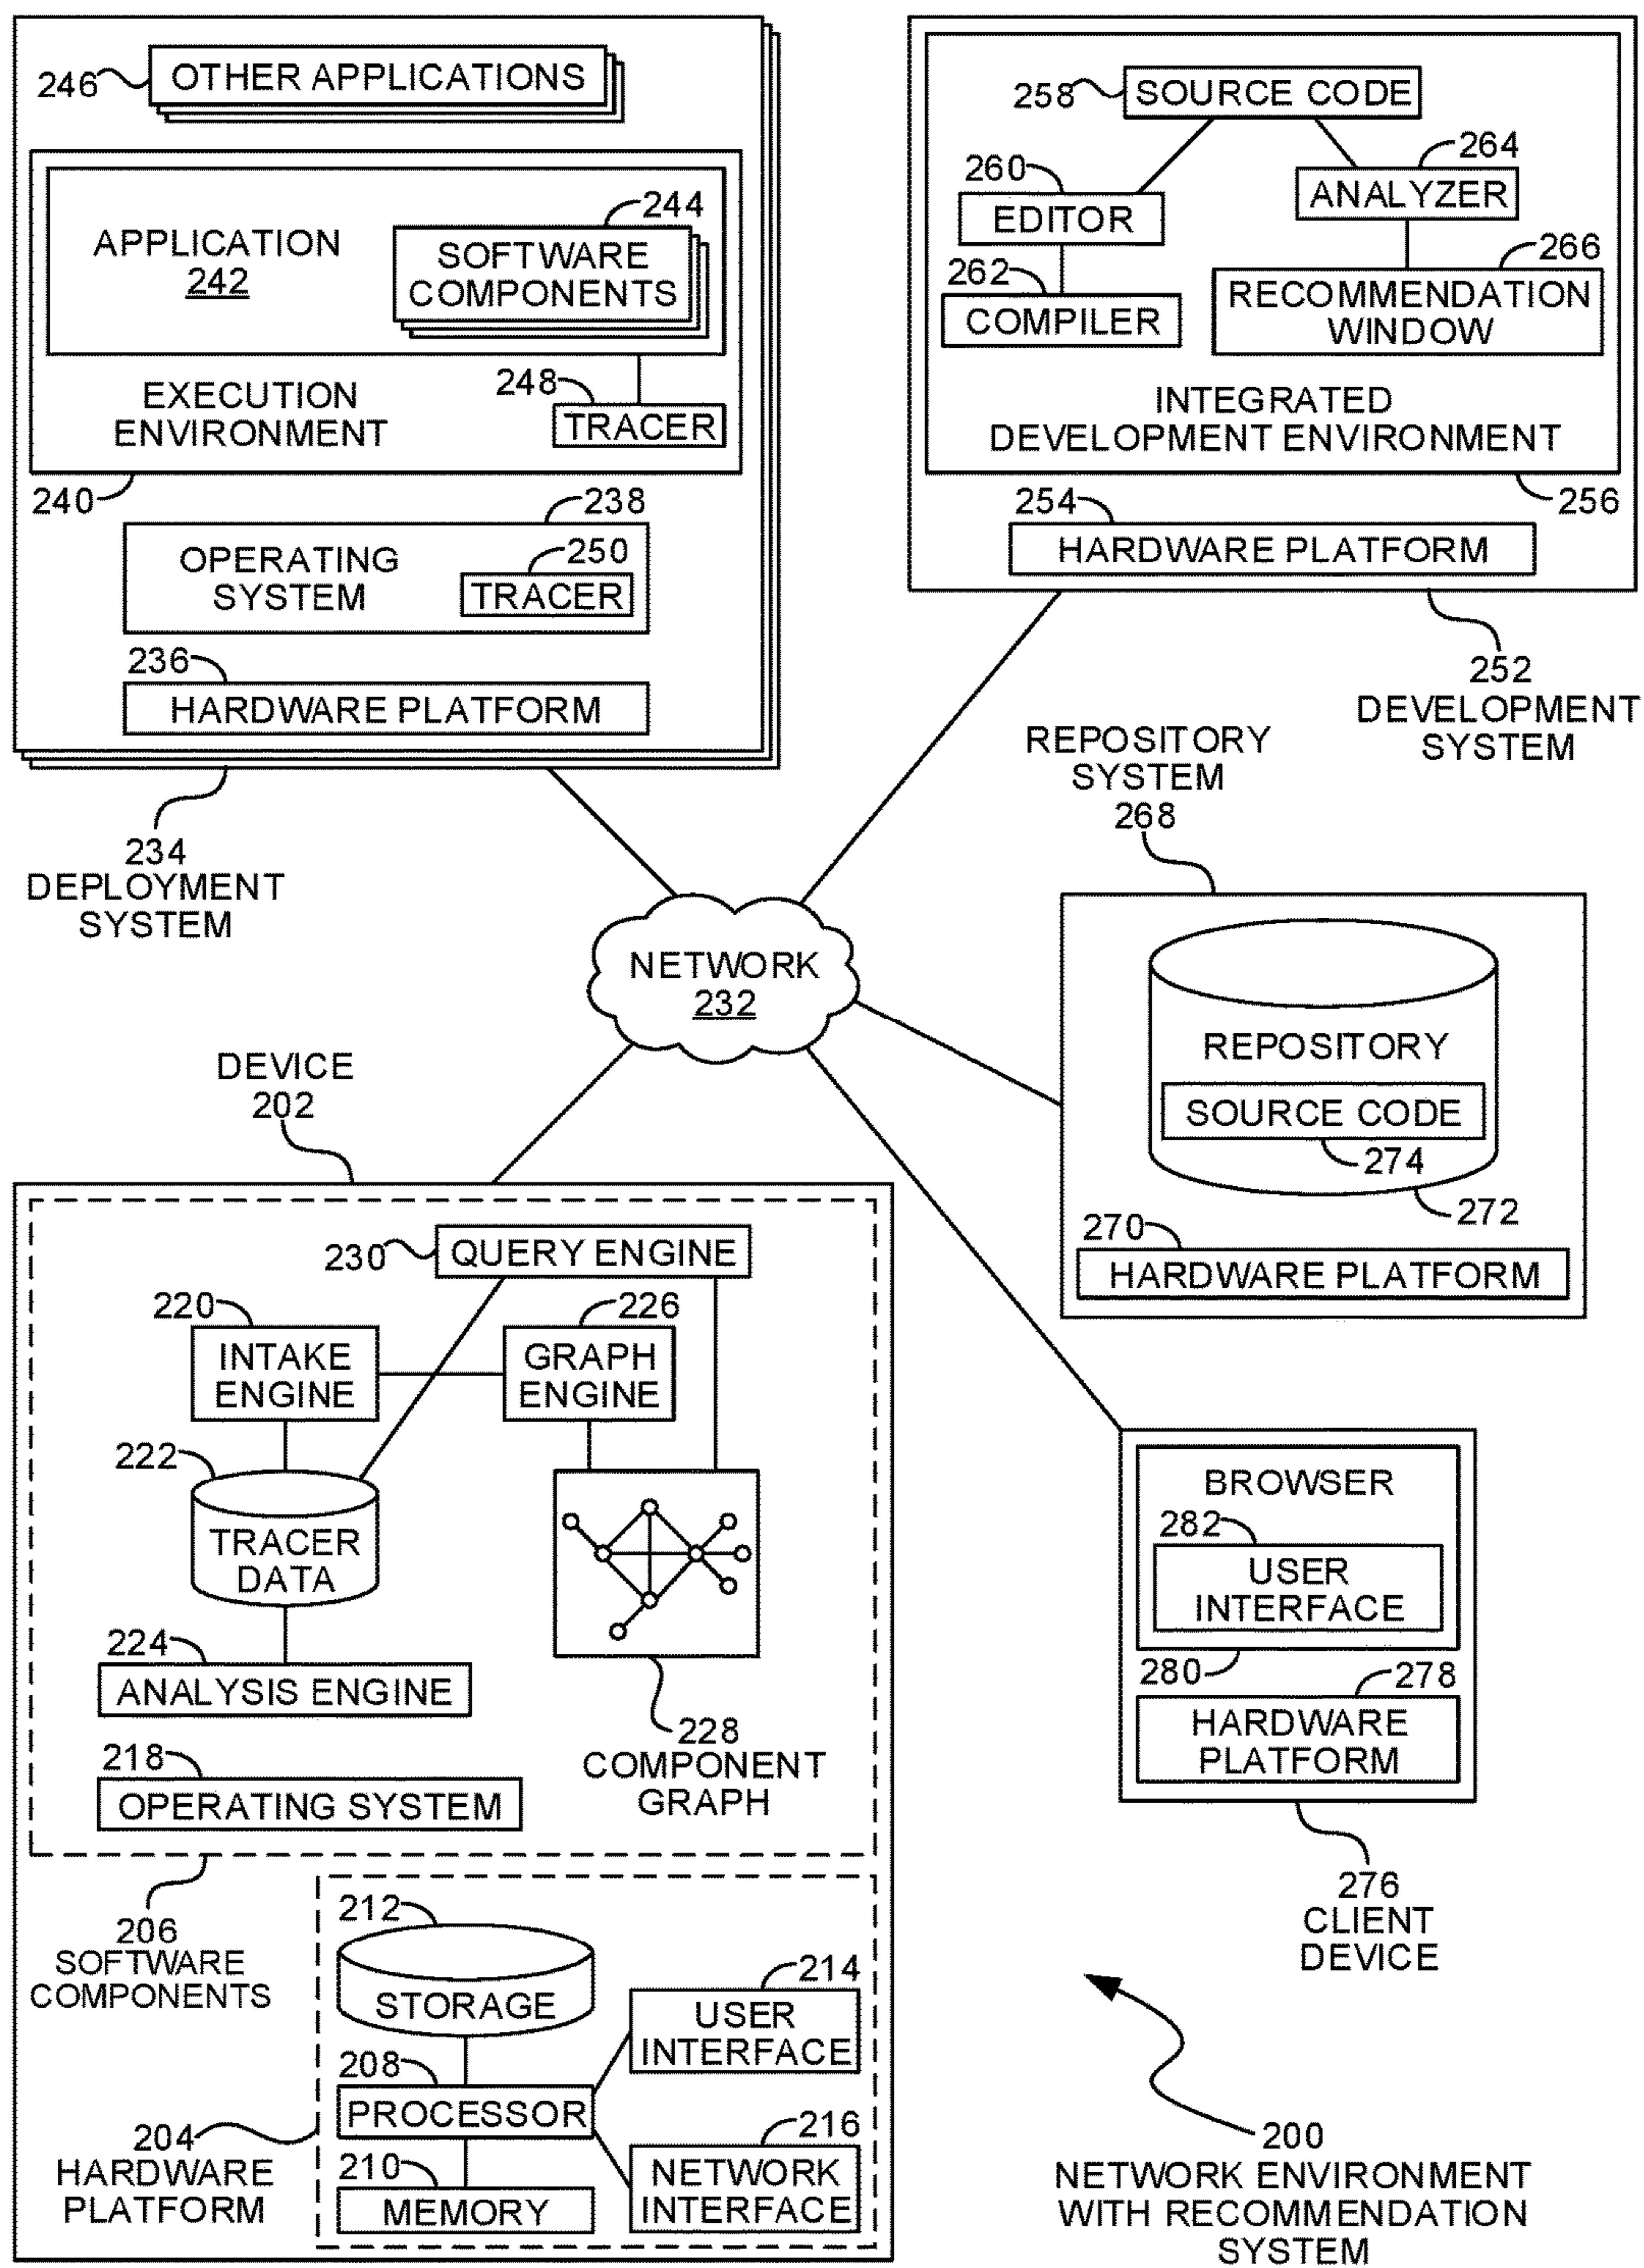 246
OTHER APPLICATIONS
APPLICATION
242
244
SOFTWARE
COMPONENTS
248
TRACER
EXECUTION
ENVIRONMENT
240
238
OPERATING
SYSTEM
250
TRACER
236
HARDWARE PLATFORM
234
DEPLOYMENT
SYSTEM
258
SOURCE CODE
260
EDITOR
264
ANALYZER
262
COMPILER
266
RECOMMENDATION
WINDOW
INTEGRATED
DEVELOPMENT ENVIRONMENT
256
254
HARDWARE PLATFORM
252
DEVELOPMENT
SYSTEM
NETWORK
232
REPOSITORY
SYSTEM
268
REPOSITORY
SOURCE CODE
274
272
270
HARDWARE PLATFORM
DEVICE
202
230
QUERY ENGINE
220
INTAKE
ENGINE
226
GRAPH
ENGINE
222
TRACER
DATA
224
ANALYSIS ENGINE
228
COMPONENT
GRAPH
218
OPERATING SYSTEM
206
SOFTWARE
COMPONENTS
212
STORAGE
214
USER
INTERFACE
208
PROCESSOR
216
NETWORK
INTERFACE
210
MEMORY
204
HARDWARE
PLATFORM
BROWSER
282
USER
INTERFACE
280
278
HARDWARE
PLATFORM
276
CLIENT
DEVICE
200
NETWORK ENVIRONMENT
WITH RECOMMENDATION
SYSTEM